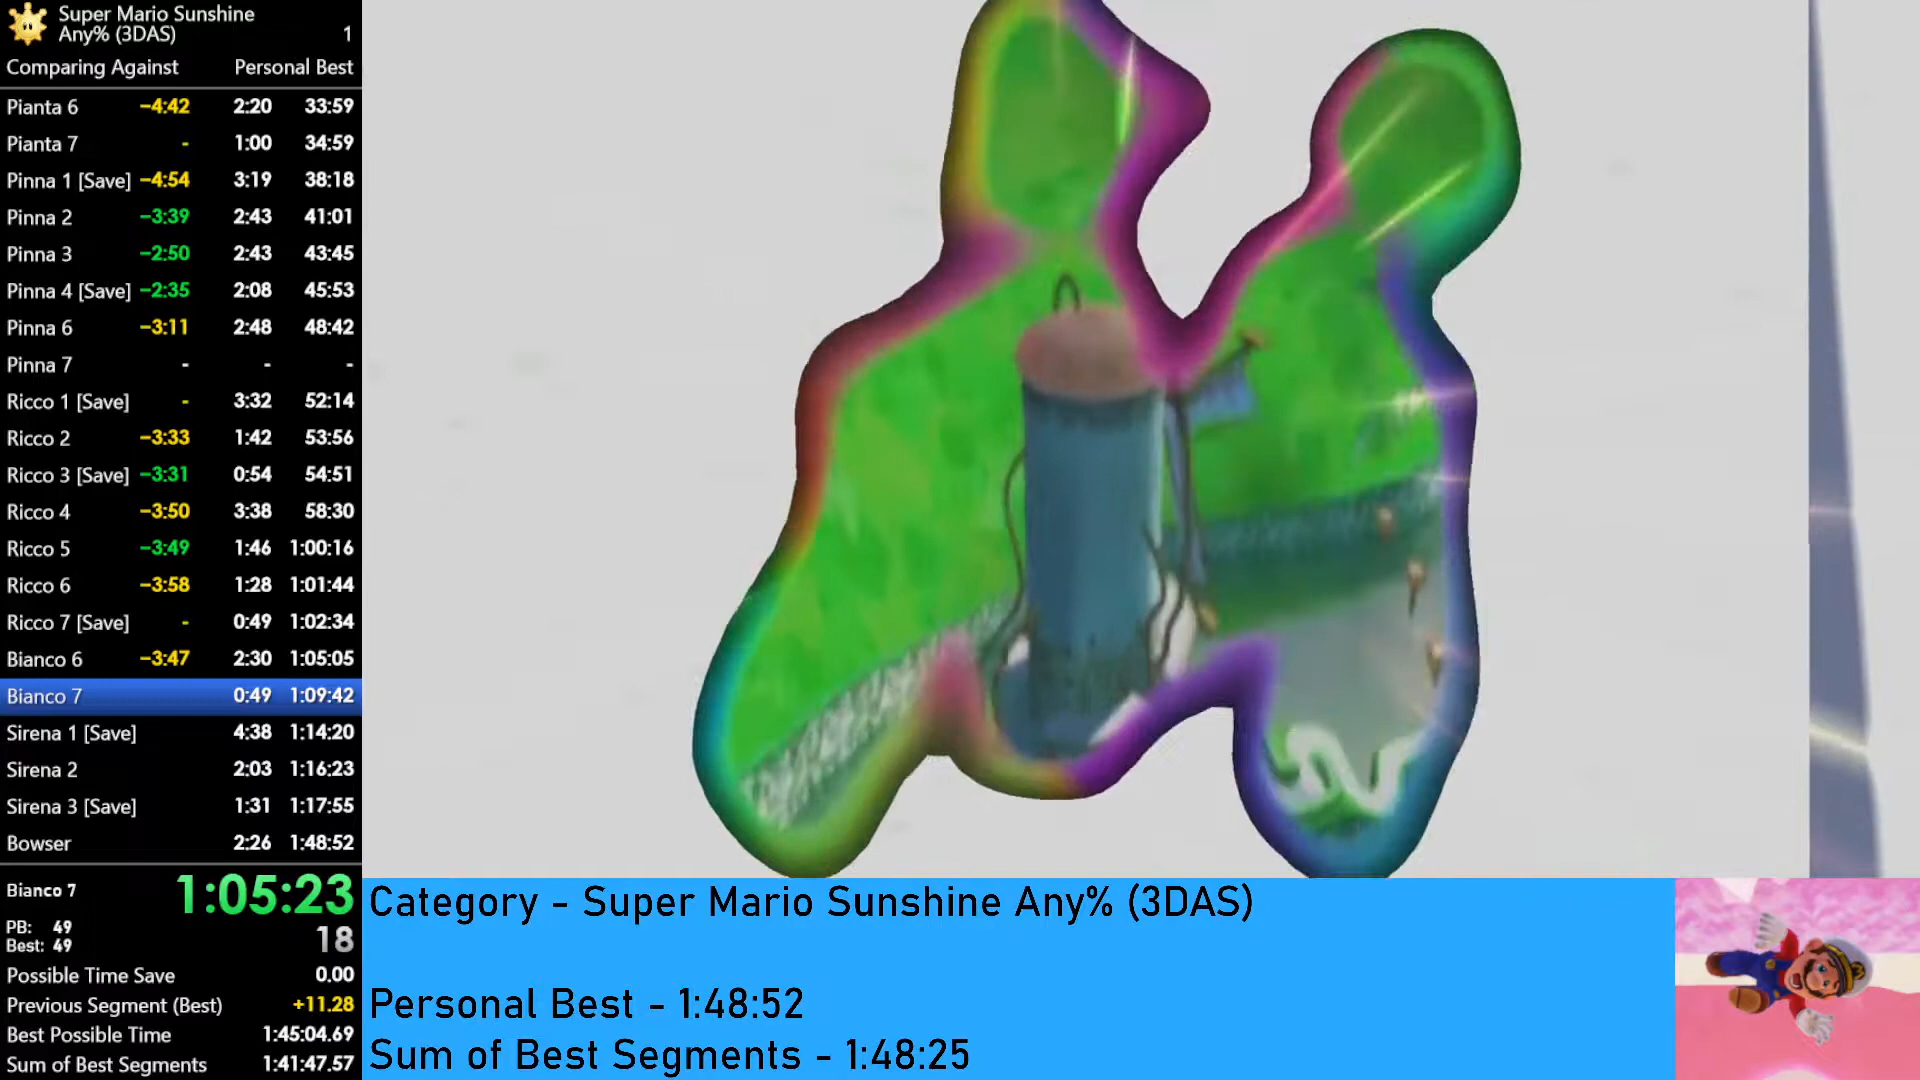 Super Mario Sunshine
Any% (3DAS) 1
Comparing Against Personal Best
Pianta 6 −4:42 2:20 33:59
Pianta 7 - 1:00 34:59
Pinna 1 [Save] −4:54 3:19 38:18
Pinna 2 −3:39 2:43 41:01
Pinna 3 −2:50 2:43 43:45
Pinna 4 [Save] −2:35 2:08 45:53
Pinna 6 −3:11 2:48 48:42
Pinna 7 - - -
Ricco 1 [Save] - 3:32 52:14
Ricco 2 −3:33 1:42 53:56
Ricco 3 [Save] −3:31 0:54 54:51
Ricco 4 −3:50 3:38 58:30
Ricco 5 −3:49 1:46 1:00:16
Ricco 6 −3:58 1:28 1:01:44
Ricco 7 [Save] - 0:49 1:02:34
Bianco 6 −3:47 2:30 1:05:05
Bianco 7 0:49 1:09:42
Sirena 1 [Save] 4:38 1:14:20
Sirena 2 2:03 1:16:23
Sirena 3 [Save] 1:31 1:17:55
Bowser 2:26 1:48:52
Bianco 7 1:05:23
PB: 49
Best: 49 18
Possible Time Save 0.00
Previous Segment (Best) +11.28
Best Possible Time 1:45:04.69
Sum of Best Segments 1:41:47.57
Category - Super Mario Sunshine Any% (3DAS)
Personal Best - 1:48:52
Sum of Best Segments - 1:48:25